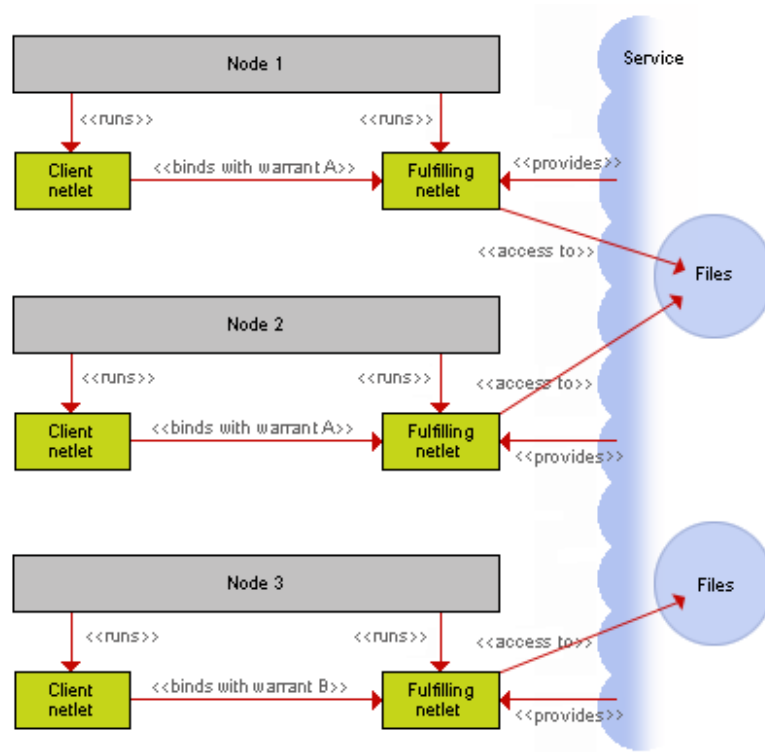 Service
Node 1
<<runs>>
<<runs>>
Client
netlet
<<binds with warrant A>>
Fulfilling
netlet
<<provides>>
<<access to>>
Files
Node 2
<<runs>>
<<runs>>
<<access to>>
Client
netlet
<<binds with warrant A>>
Fulfilling
netlet
<<provides>>
Node 3
Files
<<runs>>
<<runs>>
<<access to>>
Client
netlet
<<binds with warrant B>>
Fulfilling
netlet
<<provides>>